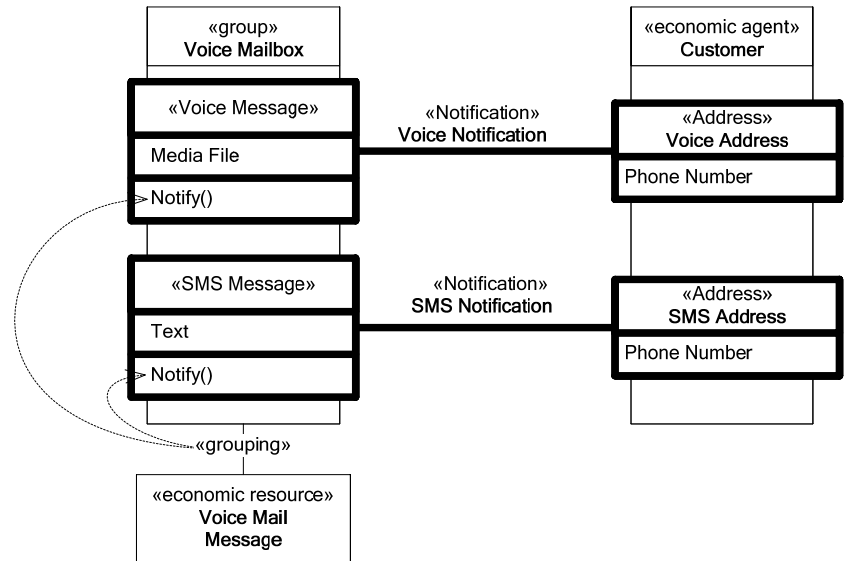 «group»
Voice Mailbox
«Voice Message»
Media File
Notify()
«SMS Message»
Text
Notify()
«grouping»
«economic resource»
Voice Mail
Message
«Notification»
Voice Notification
«Notification»
SMS Notification
«economic agent»
Customer
«Address»
Voice Address
Phone Number
«Address»
SMS Address
Phone Number